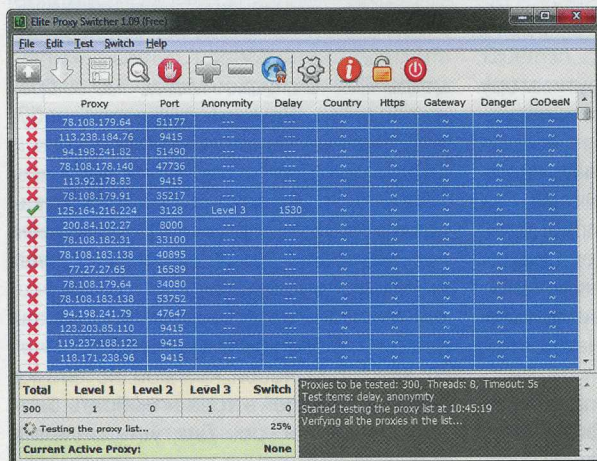 Elite Proxy Switcher 1.09 (Free)
File Edit Test Switch Help
Proxy Port Anonymity Delay Country Https Gateway Danger CoDeeN
78.108.179.64 51177 --- --- ~ ~ ~ ~ ~
113.238.184.76 9415 --- --- ~ ~ ~ ~ ~
94.198.241.82 51490 --- --- ~ ~ ~ ~ ~
78.108.178.140 47736 --- --- ~ ~ ~ ~ ~
113.92.178.83 9415 --- --- ~ ~ ~ ~ ~
78.108.179.91 35217 --- --- ~ ~ ~ ~ ~
125.164.216.224 3128 Level 3 1530 ~ ~ ~ ~ ~
200.84.102.27 8000 --- --- ~ ~ ~ ~ ~
78.108.182.31 33100 --- --- ~ ~ ~ ~ ~
78.108.183.138 40895 --- --- ~ ~ ~ ~ ~
77.27.27.65 16589 --- --- ~ ~ ~ ~ ~
78.108.179.64 34080 --- --- ~ ~ ~ ~ ~
78.108.183.138 53752 --- --- ~ ~ ~ ~ ~
94.198.241.79 47647 --- --- ~ ~ ~ ~ ~
123.203.85.110 9415 --- --- ~ ~ ~ ~ ~
119.237.188.122 9415 --- --- ~ ~ ~ ~ ~
118.171.238.96 9415 --- --- ~ ~ ~ ~ ~
Total Level 1 Level 2 Level 3 Switch
300 1 0 1 0
Testing the proxy list... 25%
Current Active Proxy: None
Proxies to be tested: 300, Threads: 8, Timeout: 5s
Test items: delay, anonymity
Started testing the proxy list at 10:45:19
Verifying all the proxies in the list...